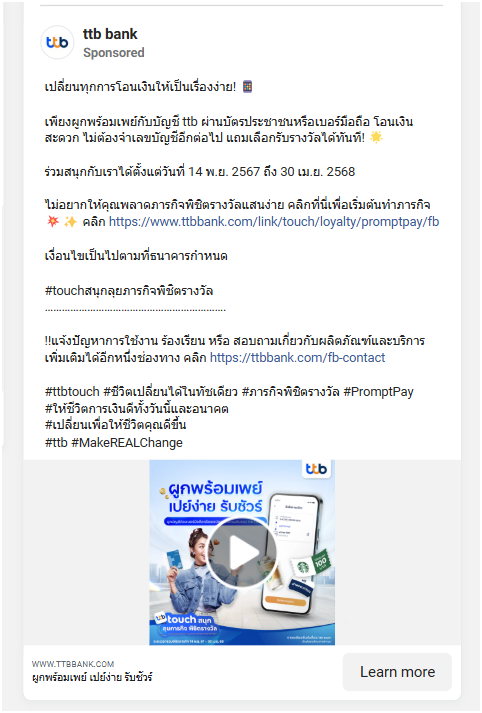 ttb bank
Sponsored
เปลี่ยนทุกการโอนเงินให้เป็นเรื่องง่าย!
เพียงผูกพร้อมเพย์กับบัญชี ttb ผ่านบัตรประชาชนหรือเบอร์มือถือ โอนเงิน
สะดวก ไม่ต้องจำเลขบัญชีอีกต่อไป แถมเลือกรับรางวัลได้ทันที! 🌟
ร่วมสนุกกับเราได้ตั้งแต่วันที่ 14 พ.ย. 2567 ถึง 30 เม.ย. 2568
ไม่อยากให้คุณพลาดภารกิจพิชิตรางวัลแสนง่าย คลิกที่นี่เพื่อเริ่มต้นทำภารกิจ
💥 ✨ คลิก https://www.ttbbank.com/link/touch/loyalty/promptpay/fb
เงื่อนไขเป็นไปตามที่ธนาคารกำหนด
#touchสนุกลุยภารกิจพิชิตรางวัล
................................................................
!!แจ้งปัญหาการใช้งาน ร้องเรียน หรือ สอบถามเกี่ยวกับผลิตภัณฑ์และบริการ
เพิ่มเติมได้อีกหนึ่งช่องทาง คลิก https://ttbbank.com/fb-contact
#ttbtouch #ชีวิตเปลี่ยนได้ในทัชเดียว #ภารกิจพิชิตรางวัล #PromptPay
#ให้ชีวิตการเงินดีทั้งวันนี้และอนาคต
#เปลี่ยนเพื่อให้ชีวิตคุณดีขึ้น
#ttb #MakeREALChange
ttb
ผูกพร้อมเพย์
เปย์ง่าย รับชัวร์
100
ttb touch สนุก
ลุยภารกิจ พิชิตรางวัล
WWW.TTBBANK.COM
ผูกพร้อมเพย์ เปย์ง่าย รับชัวร์
Learn more